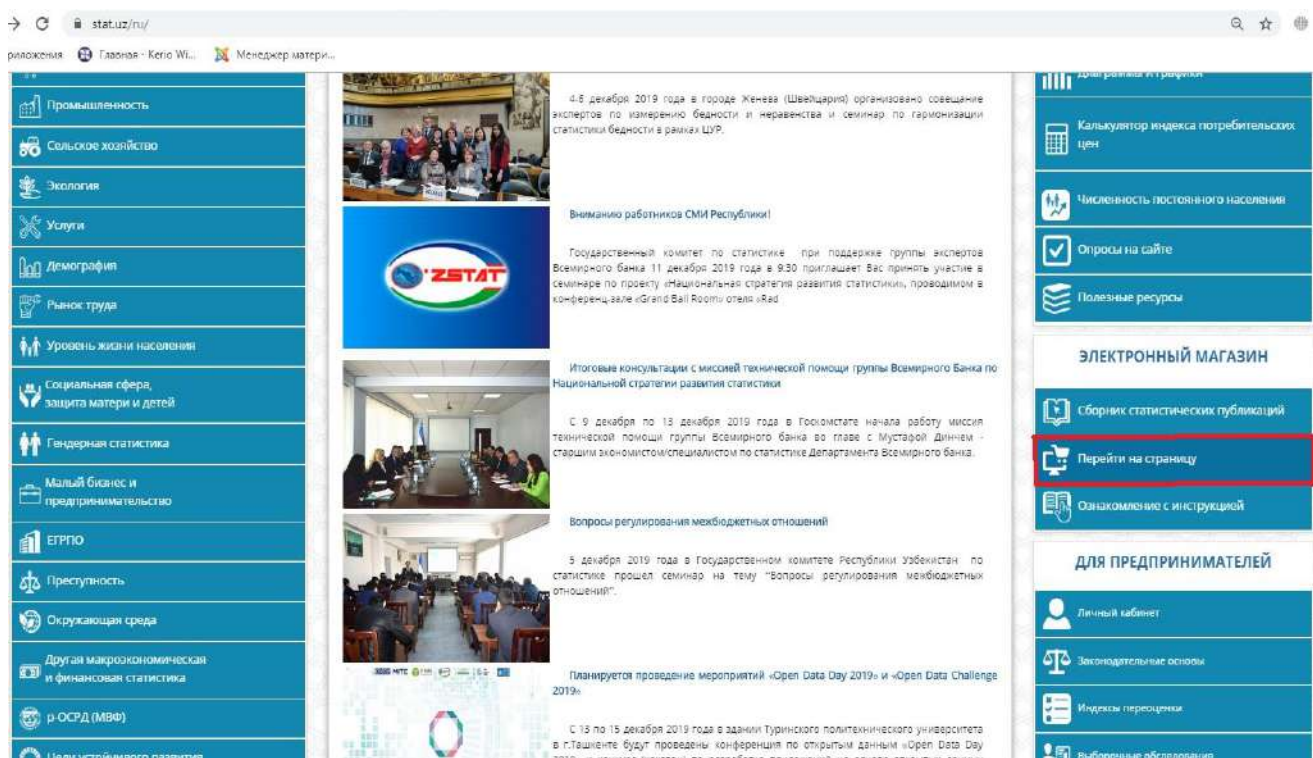 stat.uz/ru/
Главная - Kerio Wi...
Менеджер матери...
Промышленность
Сельское хозяйство
Экология
Услуги
Демография
Рынок труда
Уровень жизни населения
Социальная сфера,
защита матери и детей
Гендерная статистика
Малый бизнес и
предпринимательство
ЕГРПО
Преступность
Окружающая среда
Другая макроэкономическая
и финансовая статистика
р-ОСРД (МВФ)
Цели устойчивого развития
4-6 декабря 2019 года в городе Женева (Швейцария) организовано совещание
экспертов по измерению бедности и неравенства и семинар по гармонизации
статистики бедности в рамках ЦУР.
O'ZSTAT
Вниманию работников СМИ Республики!
Государственный комитет по статистике при поддержке группы экспертов
Всемирного банка 11 декабря 2019 года в 9:30 приглашает Вас принять участие в
семинаре по проекту «Национальная стратегия развития статистики», проводимом в
конференц-зале «Grand Ball Room» отеля «Rad
Итоговые консультации с миссией технической помощи группы Всемирного Банка по
Национальной стратегии развития статистики
С 9 декабря по 13 декабря 2019 года в Госкомстате начала работу миссия
технической помощи группы Всемирного банка во главе с Мустафой Динчем -
старшим экономистом/специалистом по статистике Департамента Всемирного банка.
Вопросы регулирования межбюджетных отношений
5 декабря 2019 года в Государственном комитете Республики Узбекистан по
статистике прошел семинар на тему "Вопросы регулирования межбюджетных
отношений".
Планируется проведение мероприятий «Open Data Day 2019» и «Open Data Challenge
2019»
С 13 по 15 декабря 2019 года в здании Туринского политехнического университета
в г.Ташкенте будут проведены конференция по открытым данным «Open Data Day
Диаграммы и графики
Калькулятор индекса потребительских
цен
Численность постоянного населения
Опросы на сайте
Полезные ресурсы
ЭЛЕКТРОННЫЙ МАГАЗИН
Сборник статистических публикаций
Перейти на страницу
Ознакомление с инструкцией
ДЛЯ ПРЕДПРИНИМАТЕЛЕЙ
Личный кабинет
Законодательные основы
Индексы переоценки
Выборочные обследования